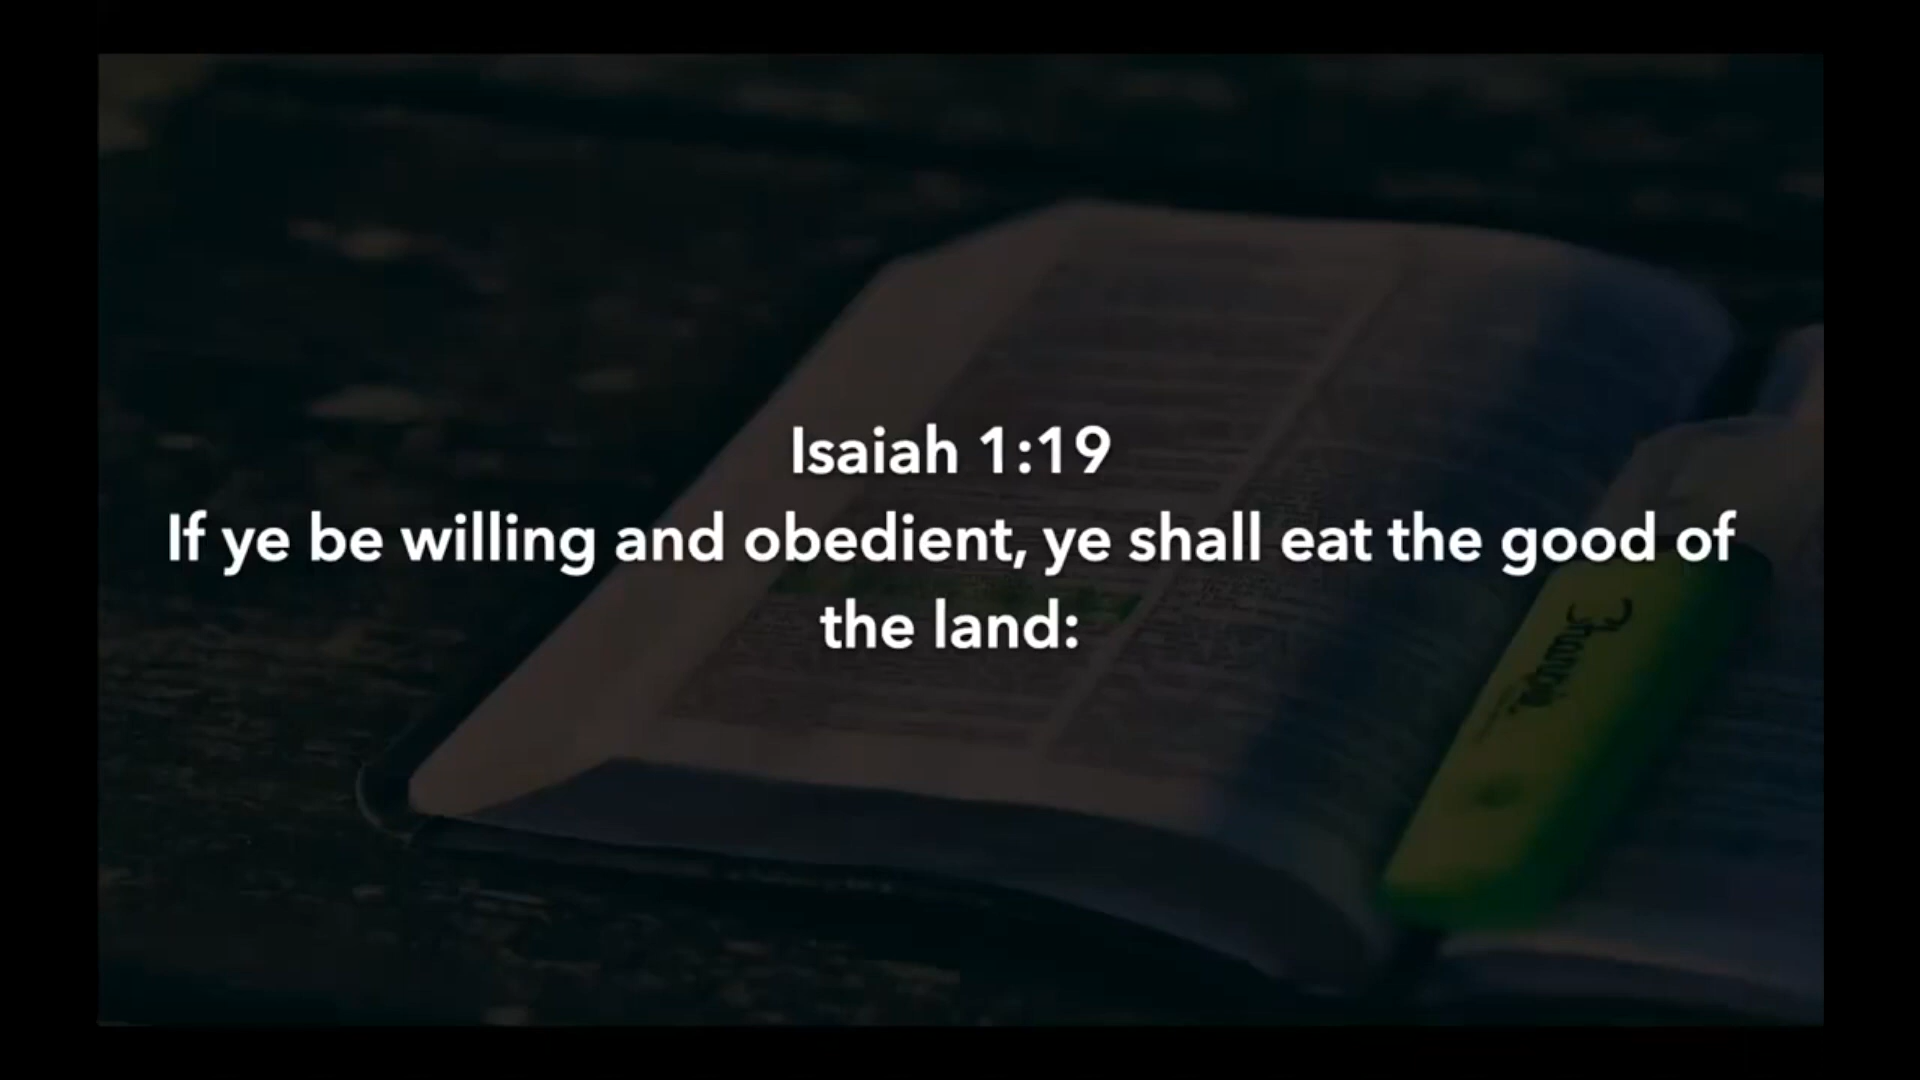 Isaiah 1:19
If ye be willing and obedient, ye shall eat the good of
the land: